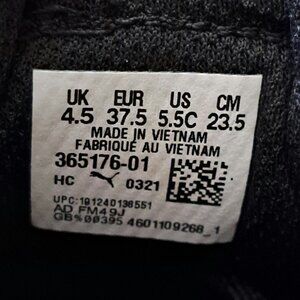 UK EUR US CM
4.5 37.5 5.5C 23.5
MADE IN VIETNAM
FABRIQUÉ AU VIETNAM
365176-01
HC 0321
UPC:191240138551
AD FM49J
GB%00395 4601109268_1